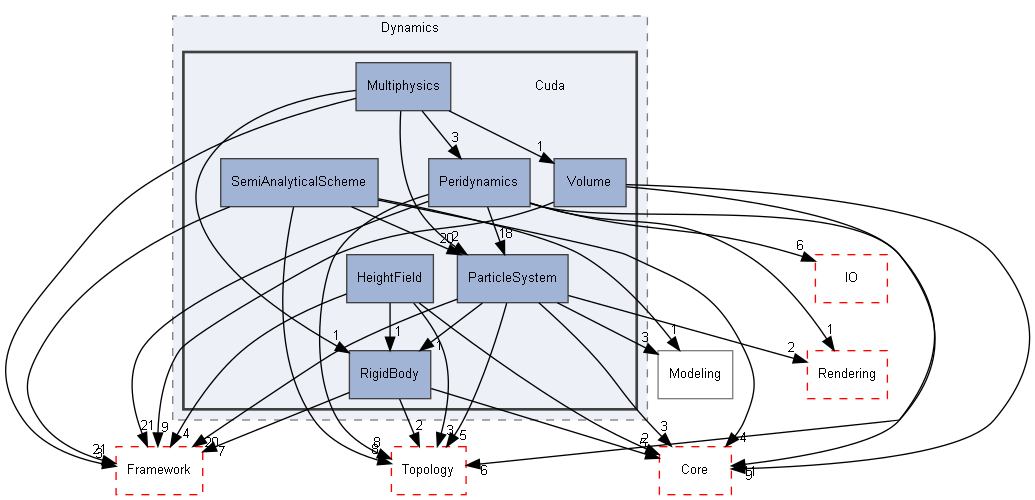 Dynamics
Multiphysics
Cuda
3
1
SemiAnalyticalScheme
Peridynamics
Volume
20
2
18
6
HeightField
ParticleSystem
IO
1
1
1
1
1
3
2
RigidBody
Modeling
Rendering
21
9
4
20
7
2
3
5
8
3
2
4
21
3
6
9
Framework
Topology
Core